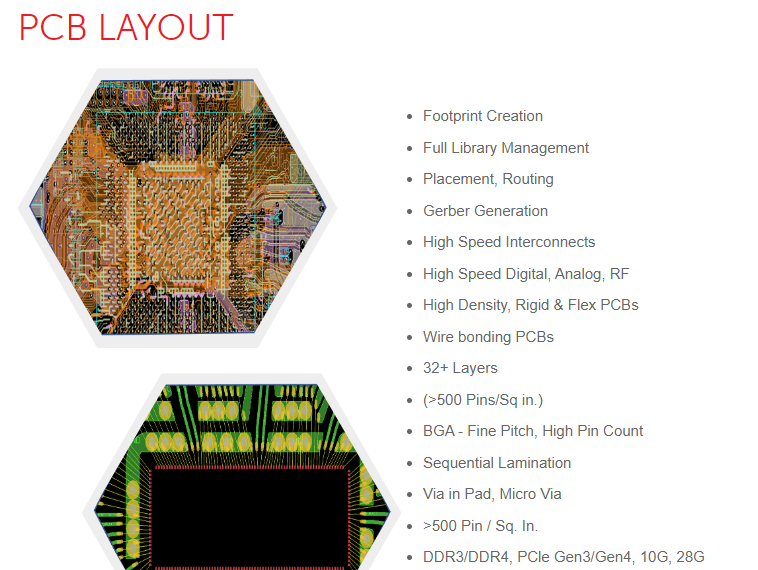 PCB LAYOUT
Footprint Creation
Full Library Management
Placement, Routing
Gerber Generation
High Speed Interconnects
High Speed Digital, Analog, RF
High Density, Rigid & Flex PCBs
Wire bonding PCBs
32+ Layers
(>500 Pins/Sq in.)
BGA - Fine Pitch, High Pin Count
Sequential Lamination
Via in Pad, Micro Via
>500 Pin / Sq. In.
DDR3/DDR4, PCIe Gen3/Gen4, 10G, 28G